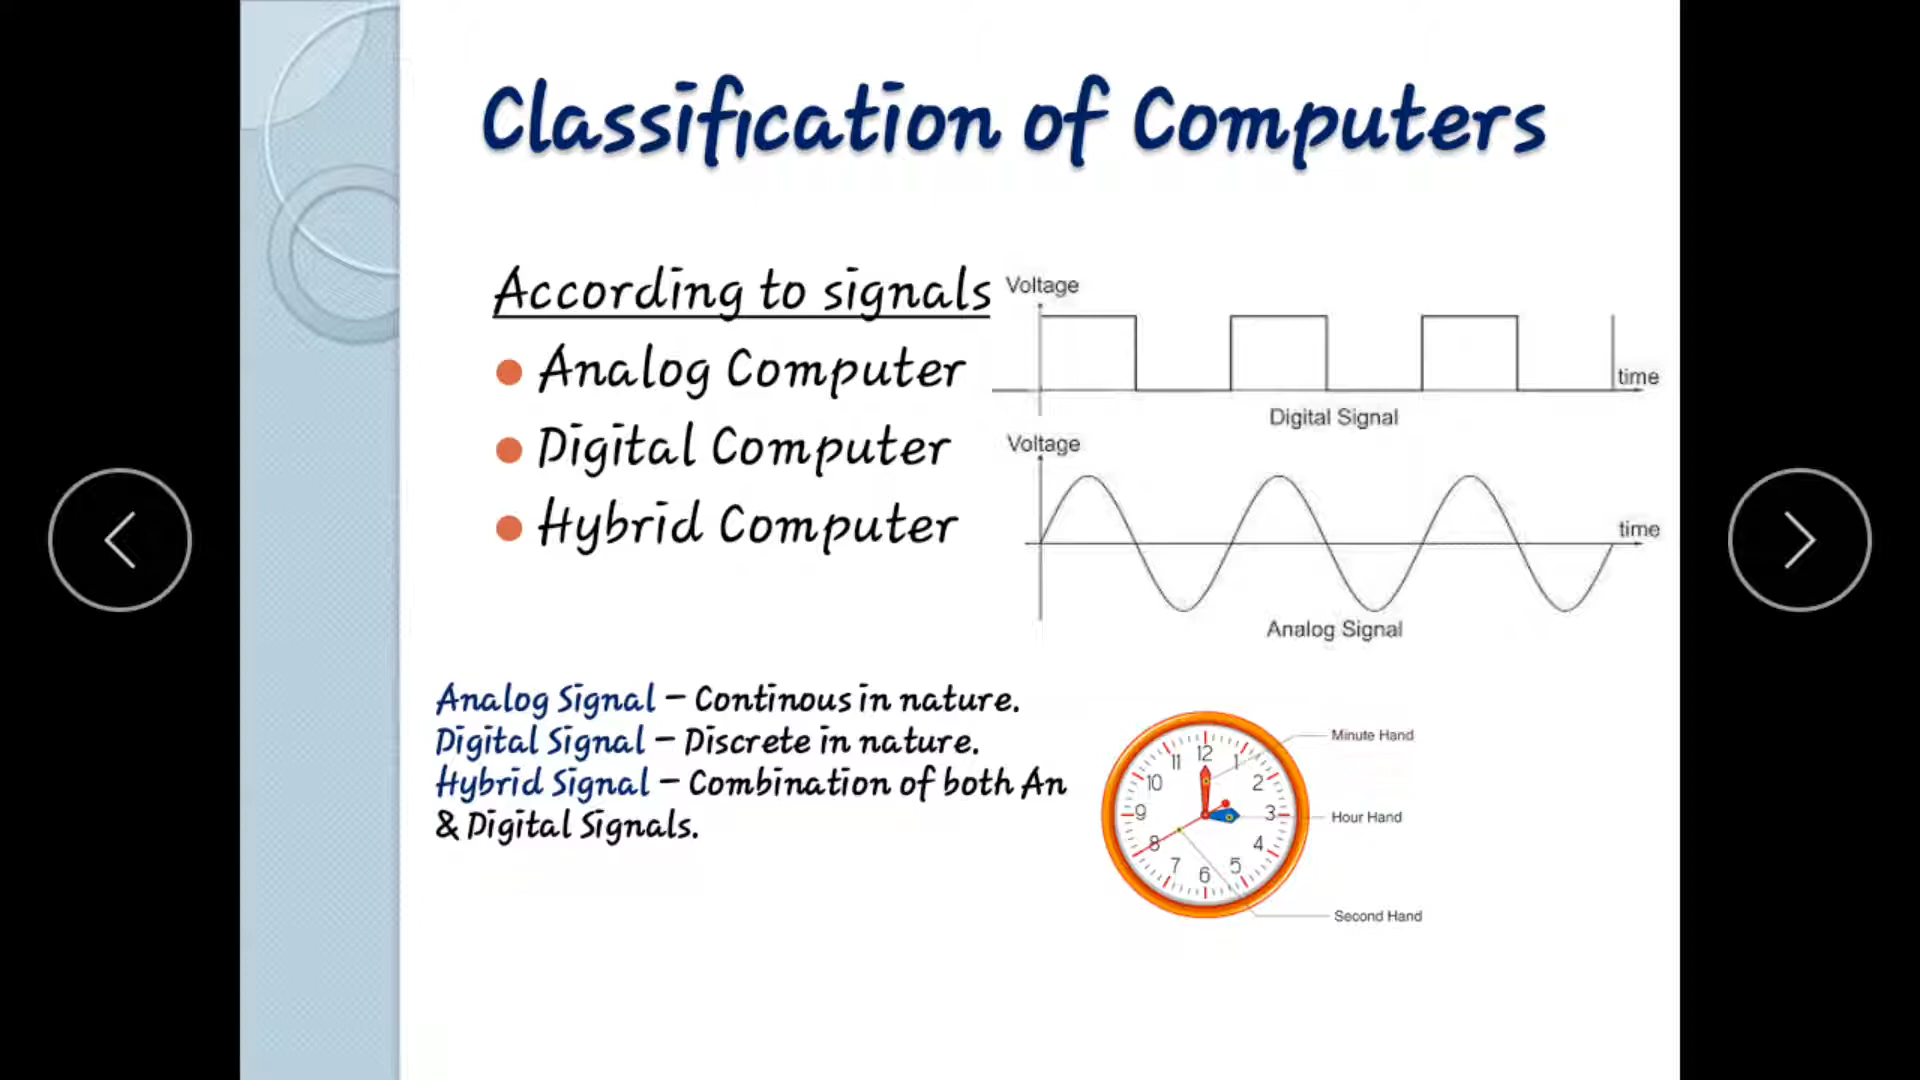 Classification of Computers
According to signals
Analog Computer
Digital Computer
Hybrid Computer
Voltage
time
Digital Signal
Voltage
time
Analog Signal
Analog Signal – Continous in nature.
Digital Signal – Discrete in nature.
Hybrid Signal – Combination of both An
& Digital Signals.
12
1
2
3
4
5
6
7
8
9
10
11
Minute Hand
Hour Hand
Second Hand